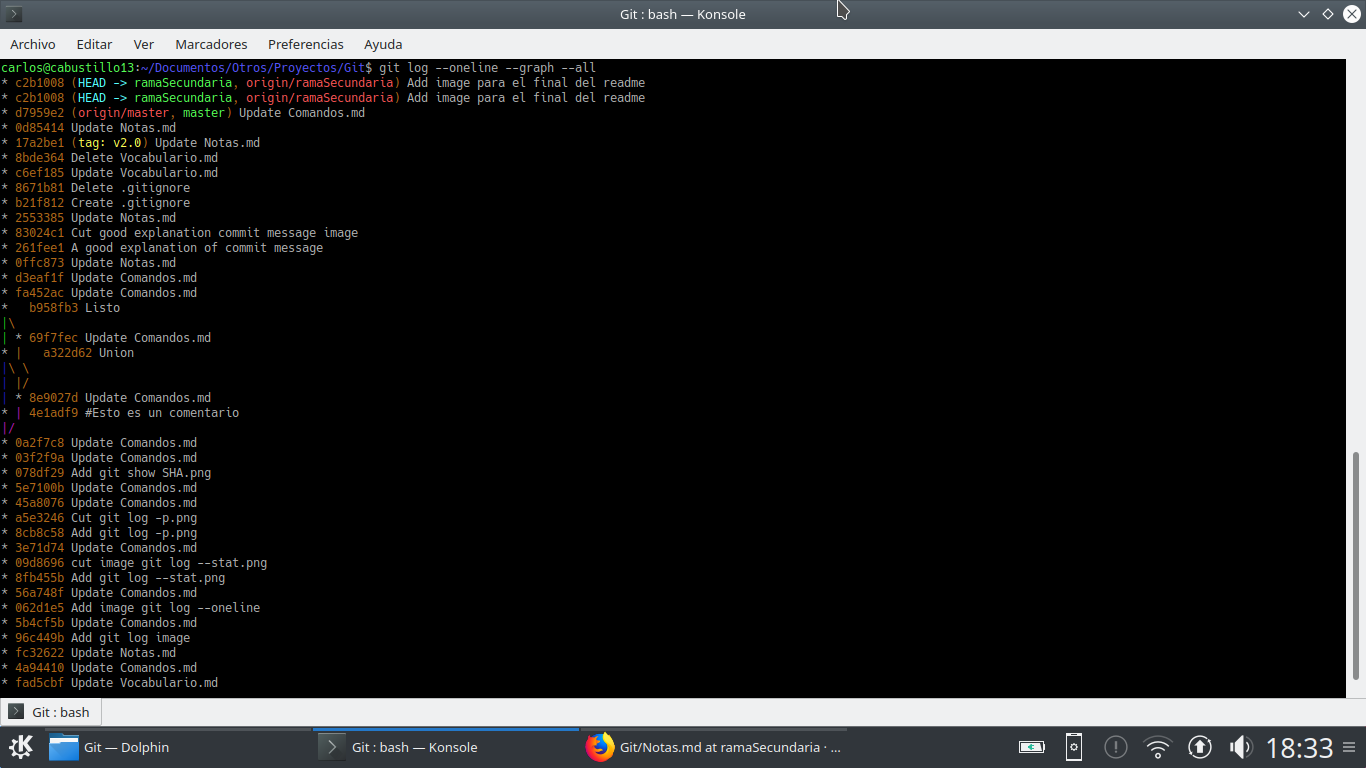 Git : bash — Konsole
Archivo Editar Ver Marcadores Preferencias Ayuda
carlos@cabustillo13:~/Documentos/Otros/Proyectos/Git$ git log --oneline --graph --all
* c2b1008 (HEAD -> ramaSecundaria, origin/ramaSecundaria) Add image para el final del readme
* c2b1008 (HEAD -> ramaSecundaria, origin/ramaSecundaria) Add image para el final del readme
* d7959e2 (origin/master, master) Update Comandos.md
* 0d85414 Update Notas.md
* 17a2be1 (tag: v2.0) Update Notas.md
* 8bde364 Delete Vocabulario.md
* c6ef185 Update Vocabulario.md
* 8671b81 Delete .gitignore
* b21f812 Create .gitignore
* 2553385 Update Notas.md
* 83024c1 Cut good explanation commit message image
* 261fee1 A good explanation of commit message
* 0ffc873 Update Notas.md
* d3eaf1f Update Comandos.md
* fa452ac Update Comandos.md
*   b958fb3 Listo
|\
| * 69f7fec Update Comandos.md
* |   a322d62 Union
|\ \
| |/
| * 8e9027d Update Comandos.md
* | 4e1adf9 #Esto es un comentario
|/
* 0a2f7c8 Update Comandos.md
* 03f2f9a Update Comandos.md
* 078df29 Add git show SHA.png
* 5e7100b Update Comandos.md
* 45a8076 Update Comandos.md
* a5e3246 Cut git log -p.png
* 8cb8c58 Add git log -p.png
* 3e71d74 Update Comandos.md
* 09d8696 cut image git log --stat.png
* 8fb455b Add git log --stat.png
* 56a748f Update Comandos.md
* 062d1e5 Add image git log --oneline
* 5b4cf5b Update Comandos.md
* 96c449b Add git log image
* fc32622 Update Notas.md
* 4a94410 Update Comandos.md
* fad5cbf Update Vocabulario.md
Git : bash
Git — Dolphin
Git : bash — Konsole
Git/Notas.md at ramaSecundaria · ...
18:33